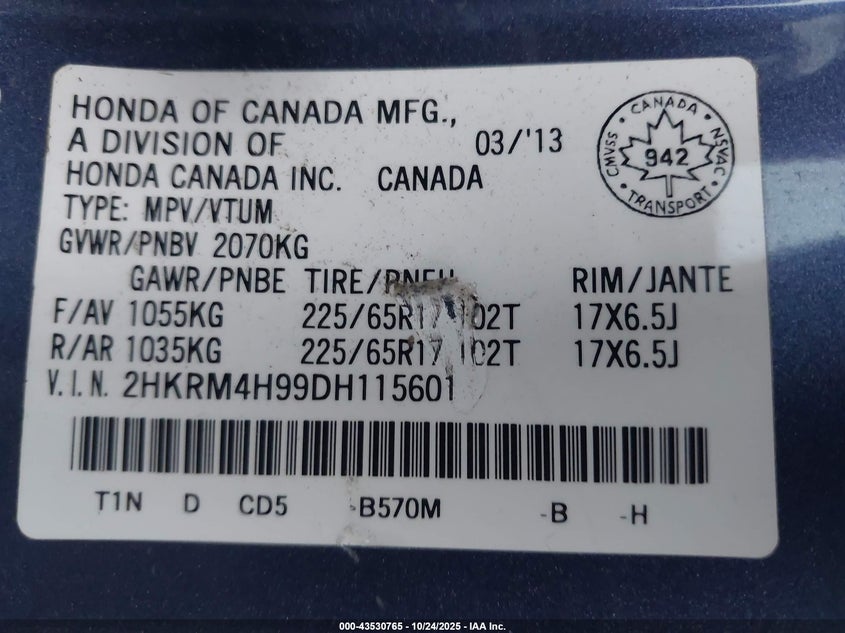 HONDA OF CANADA MFG.,
A DIVISION OF 03/'13
HONDA CANADA INC. CANADA
TYPE: MPV/VTUM
GVWR/PNBV 2070KG
GAWR/PNBE TIRE/PNEU RIM/JANTE
F/AV 1055KG 225/65R17 102T 17X6.5J
R/AR 1035KG 225/65R17 102T 17X6.5J
V.I.N. 2HKRM4H99DH115601
T1N D CD5 -B570M -B -H
CANADA
CMVSS 942 NSVAC
TRANSPORT
000-43530765 - 10/24/2025 - IAA Inc.